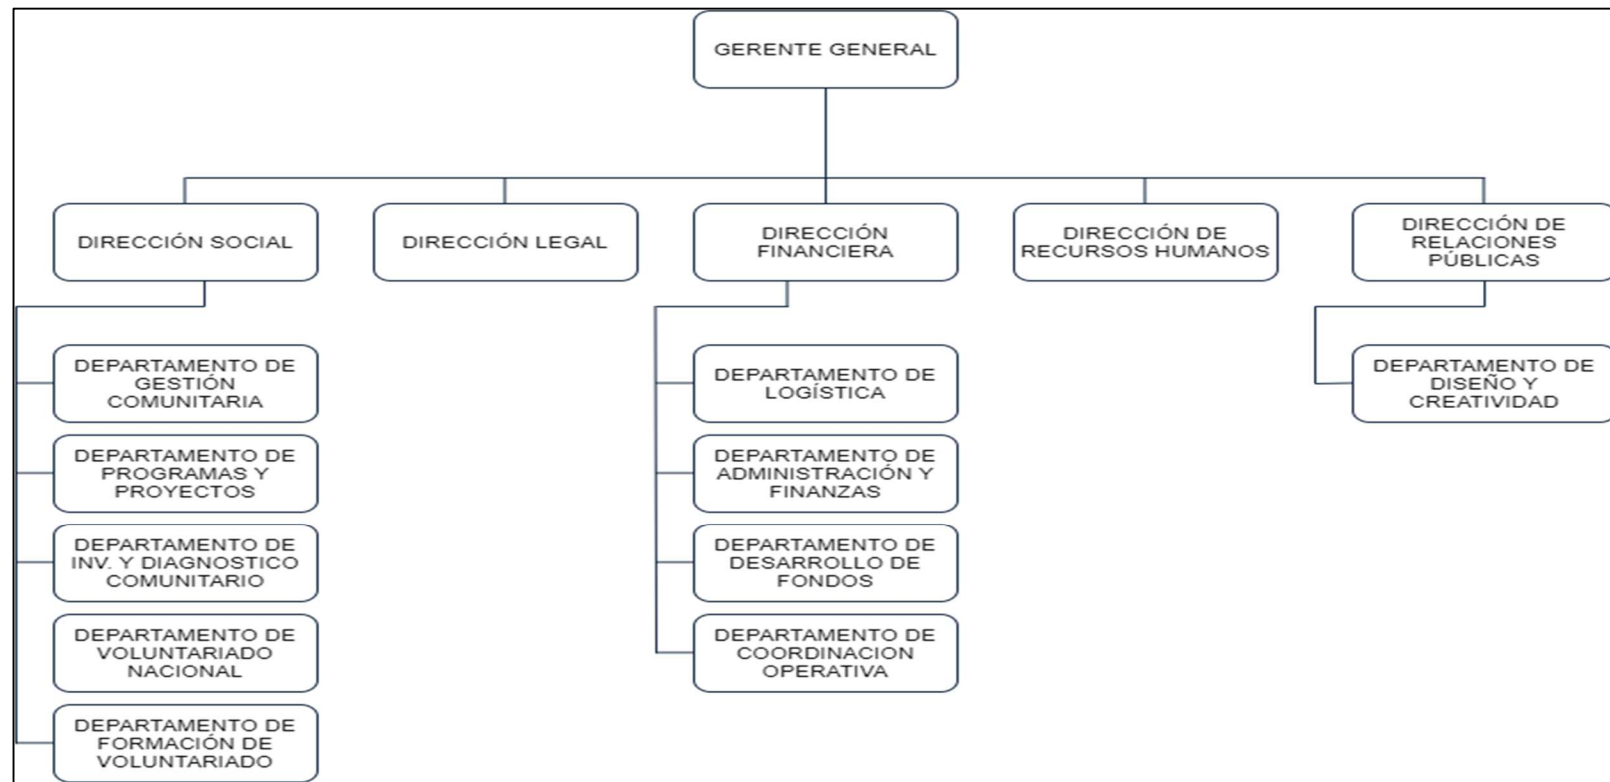 GERENTE GENERAL
DIRECCIÓN SOCIAL
DIRECCIÓN LEGAL
DIRECCIÓN
FINANCIERA
DIRECCIÓN DE
RECURSOS HUMANOS
DIRECCIÓN DE
RELACIONES
PÚBLICAS
DEPARTAMENTO DE
GESTIÓN
COMUNITARIA
DEPARTAMENTO DE
PROGRAMAS Y
PROYECTOS
DEPARTAMENTO DE
INV. Y DIAGNOSTICO
COMUNITARIO
DEPARTAMENTO DE
VOLUNTARIADO
NACIONAL
DEPARTAMENTO DE
FORMACIÓN DE
VOLUNTARIADO
DEPARTAMENTO DE
LOGÍSTICA
DEPARTAMENTO DE
ADMINISTRACIÓN Y
FINANZAS
DEPARTAMENTO DE
DESARROLLO DE
FONDOS
DEPARTAMENTO DE
COORDINACION
OPERATIVA
DEPARTAMENTO DE
DISEÑO Y
CREATIVIDAD